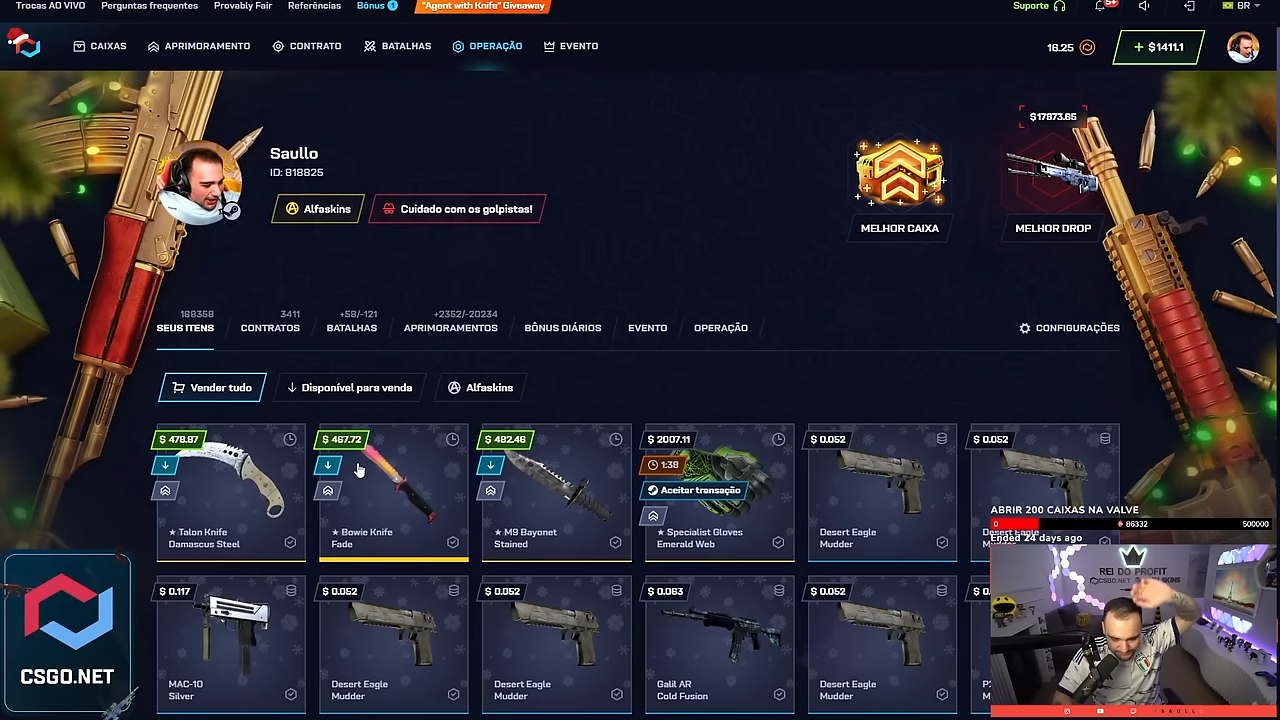 Trocas AO VIVO Perguntas frequentes Provably Fair Referências Bônus 1 "Agent with Knife" Giveaway Suporte 5+ BR
CAIXAS APRIMORAMENTO CONTRATO BATALHAS OPERAÇÃO EVENTO 16.25 + $1411.1
$17873.65
Saullo
ID: 818825
Alfaskins Cuidado com os golpistas!
MELHOR CAIXA MELHOR DROP
188358 3411 +58/-121 +2352/-20234
SEUS ITENS CONTRATOS BATALHAS APRIMORAMENTOS BÔNUS DIÁRIOS EVENTO OPERAÇÃO CONFIGURAÇÕES
Vender tudo Disponível para venda Alfaskins
$ 478.87 $ 467.72 $ 482.46 $ 2007.11 $ 0.052 $ 0.052
1:38
Aceitar transação
★ Talon Knife ★ Bowie Knife ★ M9 Bayonet ★ Specialist Gloves Desert Eagle Desert Eagle
Damascus Steel Fade Stained Emerald Web Mudder
ABRIR 200 CAIXAS NA VALVE
0 86332 500000
Ended 24 days ago
REI DO PROFIT
CSGO.NET
$ 0.117 $ 0.052 $ 0.052 $ 0.063 $ 0.052
MAC-10 Desert Eagle Desert Eagle Galil AR Desert Eagle
Silver Mudder Mudder Cold Fusion Mudder
CSGO.NET